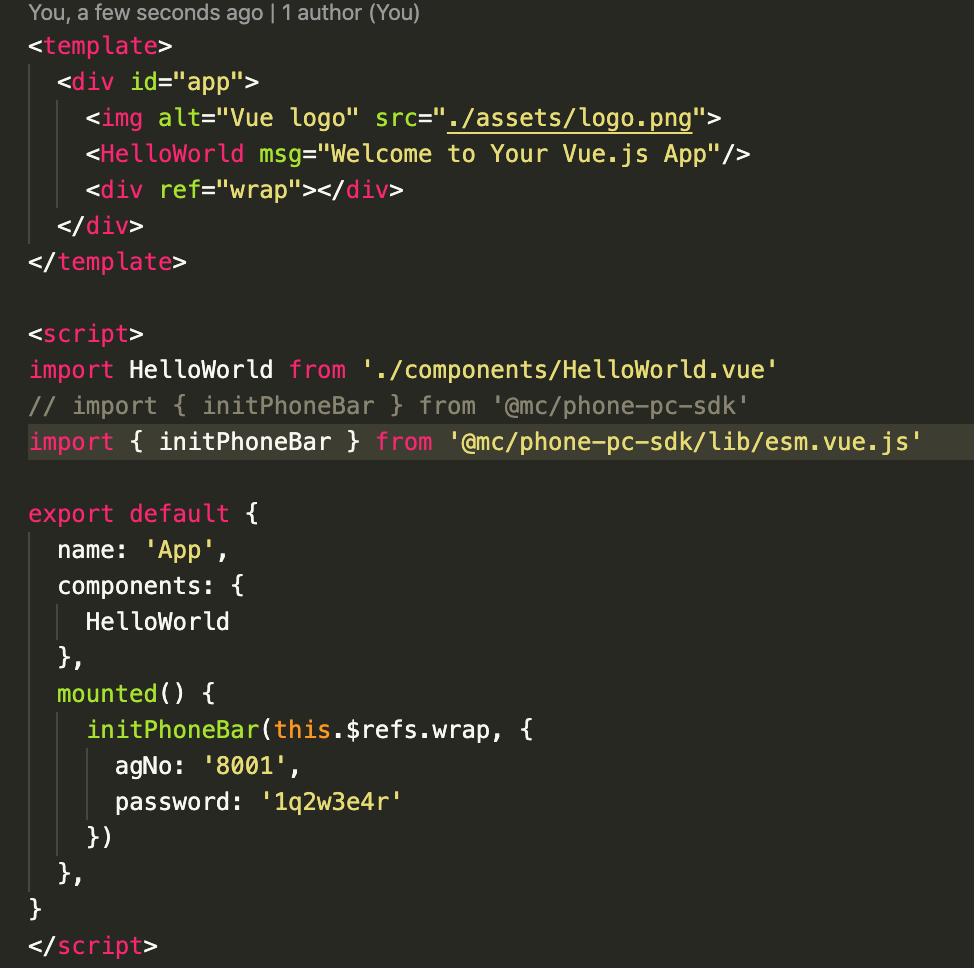 You, a few seconds ago | 1 author (You)
<template>
  <div id="app">
    <img alt="Vue logo" src="./assets/logo.png">
    <HelloWorld msg="Welcome to Your Vue.js App"/>
    <div ref="wrap"></div>
  </div>
</template>

<script>
import HelloWorld from './components/HelloWorld.vue'
// import { initPhoneBar } from '@mc/phone-pc-sdk'
import { initPhoneBar } from '@mc/phone-pc-sdk/lib/esm.vue.js'

export default {
  name: 'App',
  components: {
    HelloWorld
  },
  mounted() {
    initPhoneBar(this.$refs.wrap, {
      agNo: '8001',
      password: '1q2w3e4r'
    })
  },
}
</script>